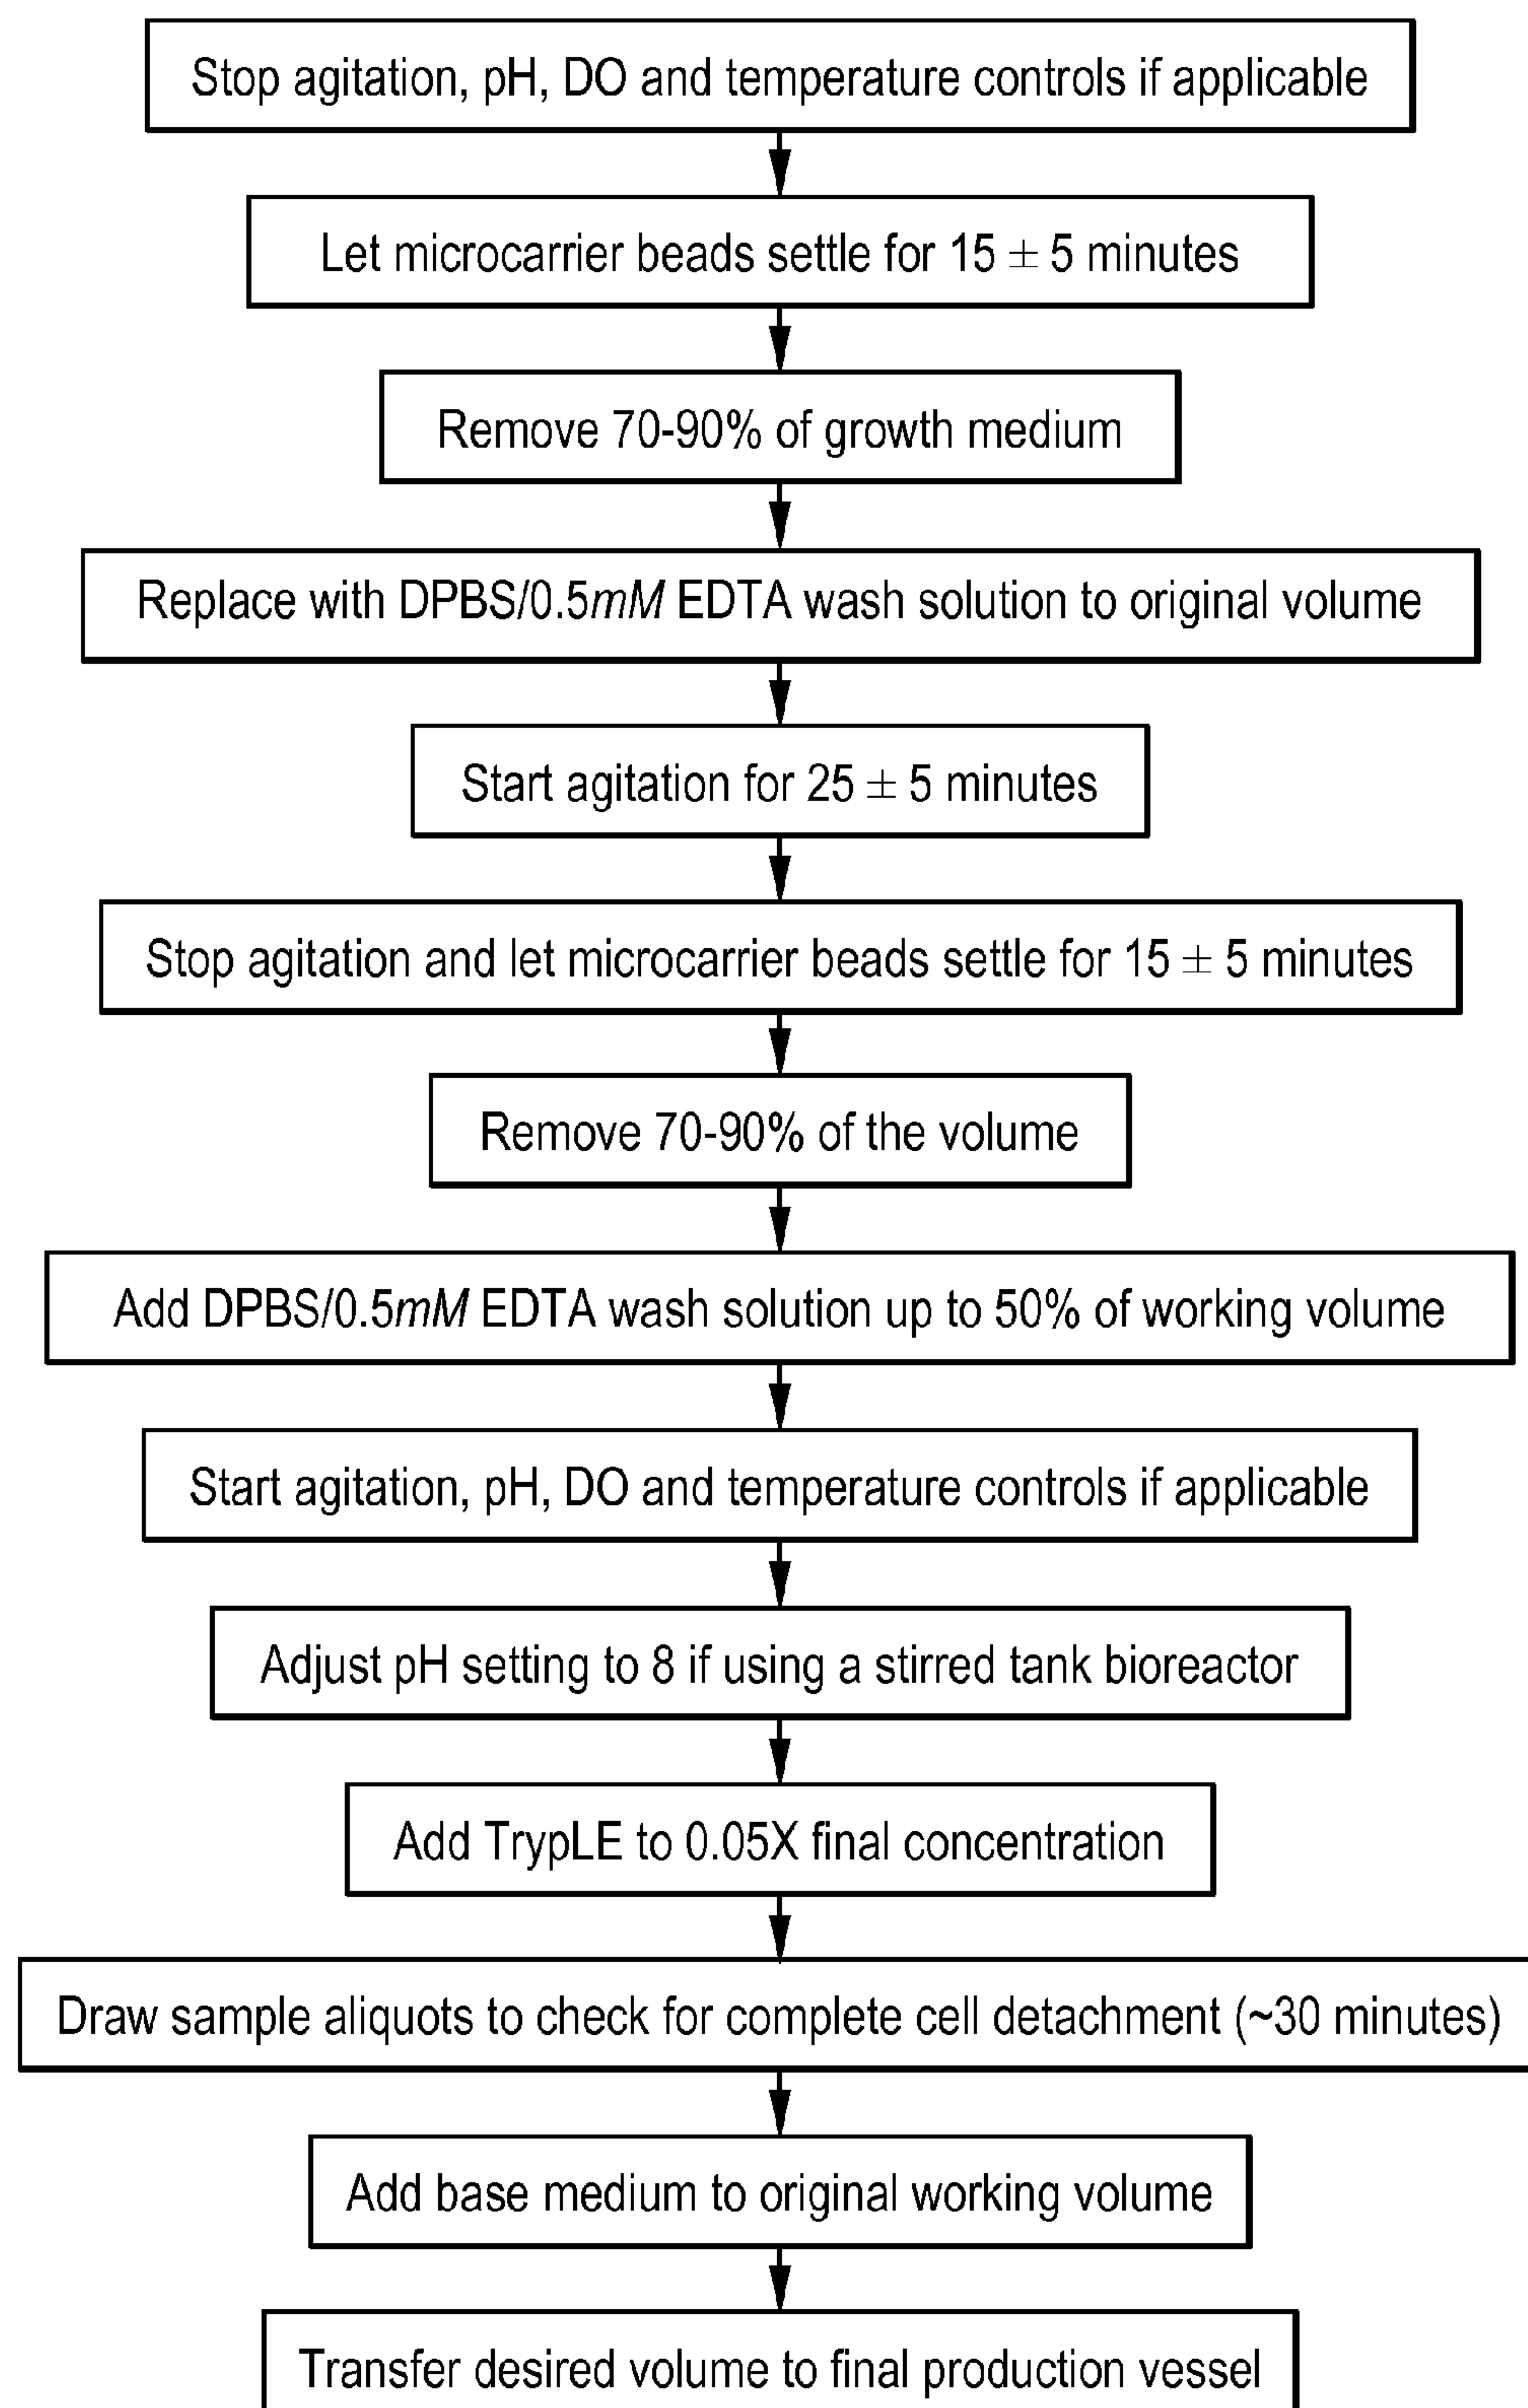 Stop agitation, pH, DO and temperature controls if applicable
Let microcarrier beads settle for 15 ± 5 minutes
Remove 70-90% of growth medium
Replace with DPBS/0.5mM EDTA wash solution to original volume
Start agitation for 25 ± 5 minutes
Stop agitation and let microcarrier beads settle for 15 ± 5 minutes
Remove 70-90% of the volume
Add DPBS/0.5mM EDTA wash solution up to 50% of working volume
Start agitation, pH, DO and temperature controls if applicable
Adjust pH setting to 8 if using a stirred tank bioreactor
Add TrypLE to 0.05X final concentration
Draw sample aliquots to check for complete cell detachment (~30 minutes)
Add base medium to original working volume
Transfer desired volume to final production vessel